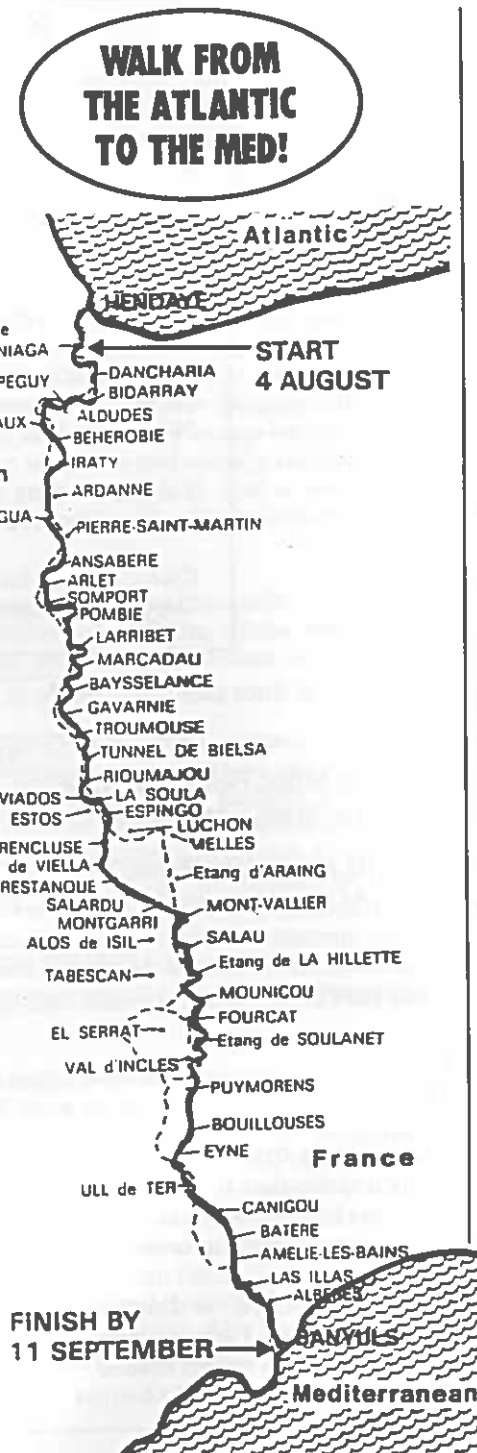 WALK FROM
THE ATLANTIC
TO THE MED!
Atlantic
HENDAYE
START
4 AUGUST
DANCHARIA
BIDARRAY
ALDUDES
BEHEROBIE
IRATY
ARDANNE
PIERRE-SAINT-MARTIN
ANSABERE
ARLET
SOMPORT
POMBIE
LARRIBET
MARCADAU
BAYSSELANCE
GAVARNIE
TROUMOUSE
TUNNEL DE BIELSA
RIOUMAJOU
VIADOS
LA SOULA
ESTOS
ESPINGO
LUCHON
MELLES
RENCLUSE
de VIELLA
Etang d'ARAING
RESTANQUE
SALARDU
MONT-VALLIER
MONTGARRI
ALOS de ISIL
SALAU
Etang de LA HILLETTE
TABESCAN
MOUNICOU
FOURCAT
EL SERRAT
Etang de SOULANET
VAL d'INCLES
PUYMORENS
BOUILLOUSES
EYNE
France
ULL de TER
CANIGOU
BATERE
AMELIE-LES-BAINS
LAS ILLAS
ALBERES
FINISH BY
11 SEPTEMBER
BANYULS
Mediterranean